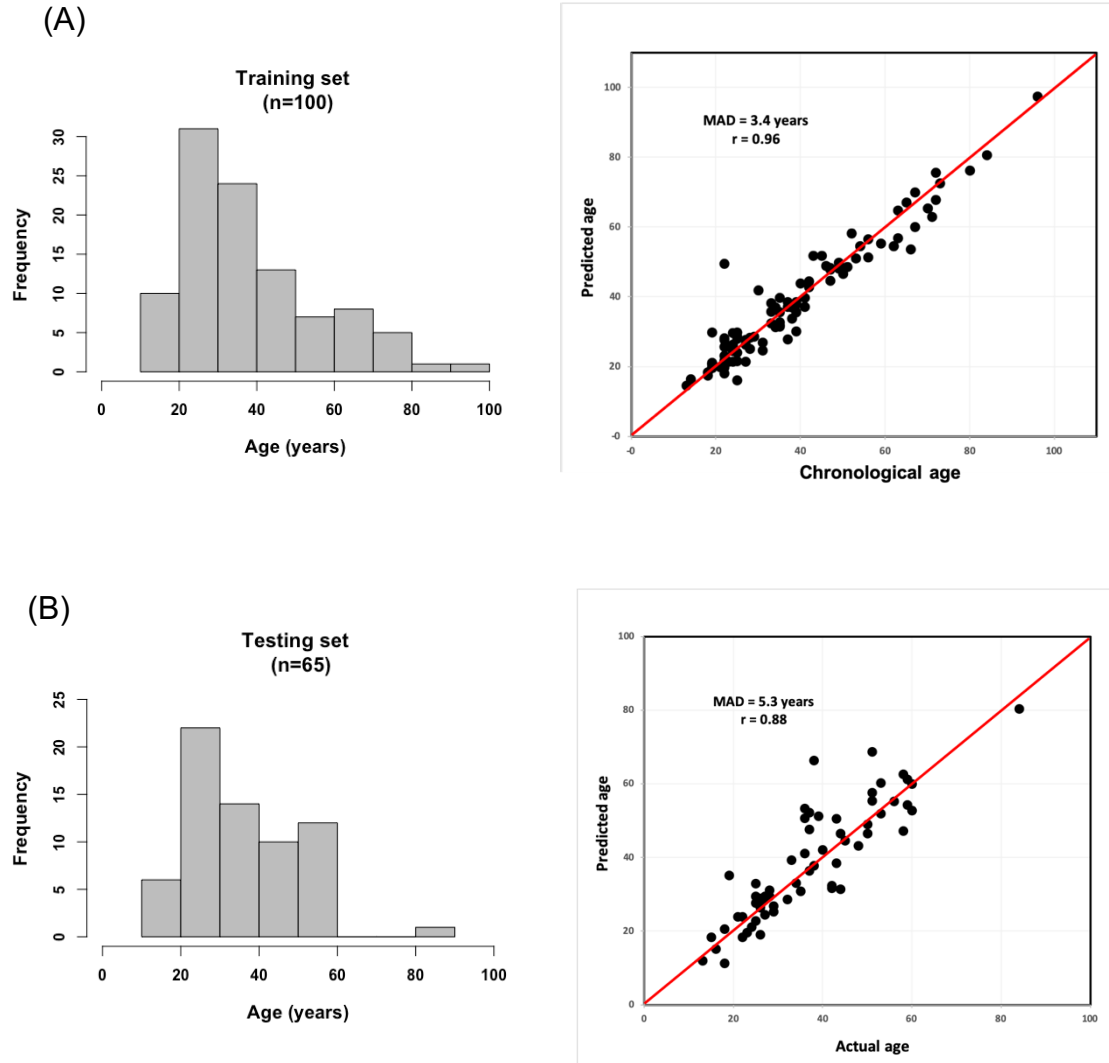 (A)
Training set
(n=100)
Frequency
30
25
20
15
10
5
0
0 20 40 60 80 100
Age (years)
MAD = 3.4 years
r = 0.96
Predicted age
100
80
60
40
20
-0
-0 20 40 60 80 100
Chronological age
(B)
Testing set
(n=65)
Frequency
25
20
15
10
5
0
0 20 40 60 80 100
Age (years)
MAD = 5.3 years
r = 0.88
Predicted age
100
80
60
40
20
0
0 20 40 60 80 100
Actual age